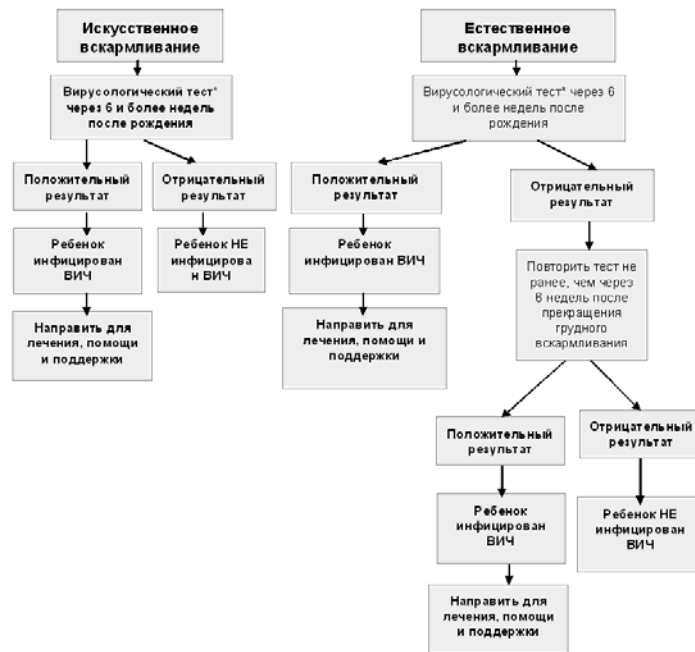 Искусственное
вскармливание
Вирусологический тест* 
через 6 и более недель
после рождения
Положительный
результат
Отрицательный
результат
Ребенок
инфицирован
ВИЧ
Ребенок НЕ
инфицирова
н ВИЧ
Направить для
лечения, помощи
и поддержки
Естественное
вскармливание
Вирусологический тест* через 6
и более недель после
рождения
Положительный
результат
Отрицательный
результат
Ребенок
инфицирован ВИЧ
Повторить тест не
ранее, чем через
6 недель после
прекращения
грудного
вскармливания
Направить для
лечения, помощи и
поддержки
Положительный
результат
Отрицательный
результат
Ребенок
инфицирован
ВИЧ
Ребенок НЕ
инфицирован
ВИЧ
Направить для
лечения, помощи
и поддержки